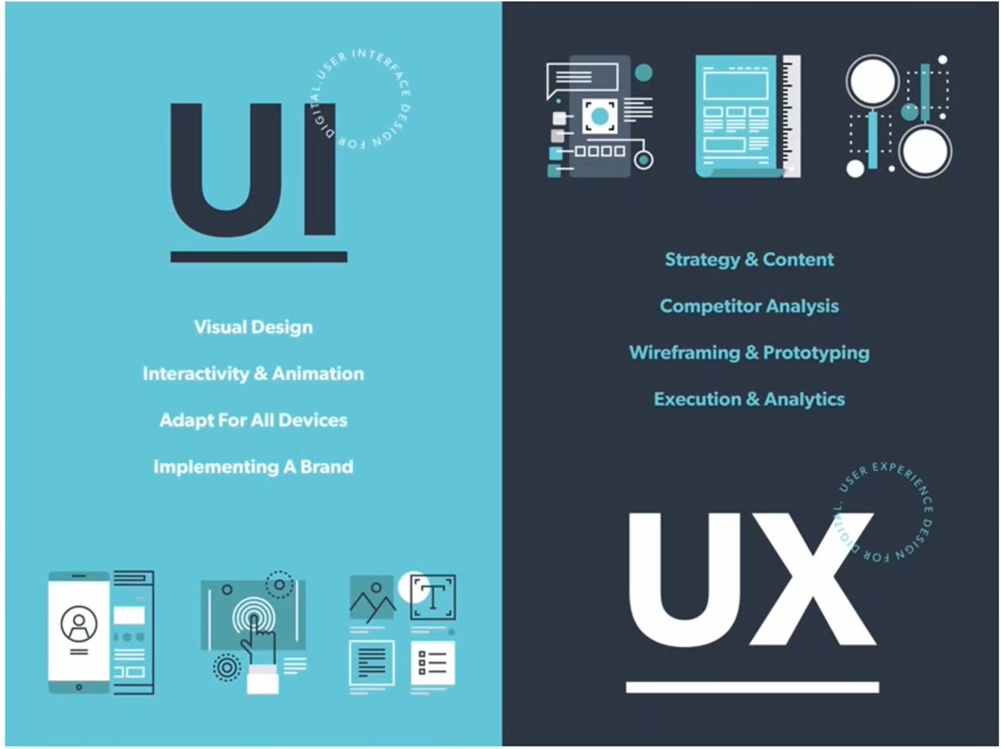 UI
USER INTERFACE DESIGN FOR DIGITAL.
Visual Design
Interactivity & Animation
Adapt For All Devices
Implementing A Brand
T
Strategy & Content
Competitor Analysis
Wireframing & Prototyping
Execution & Analytics
UX
USER EXPERIENCE DESIGN FOR DIGITAL.